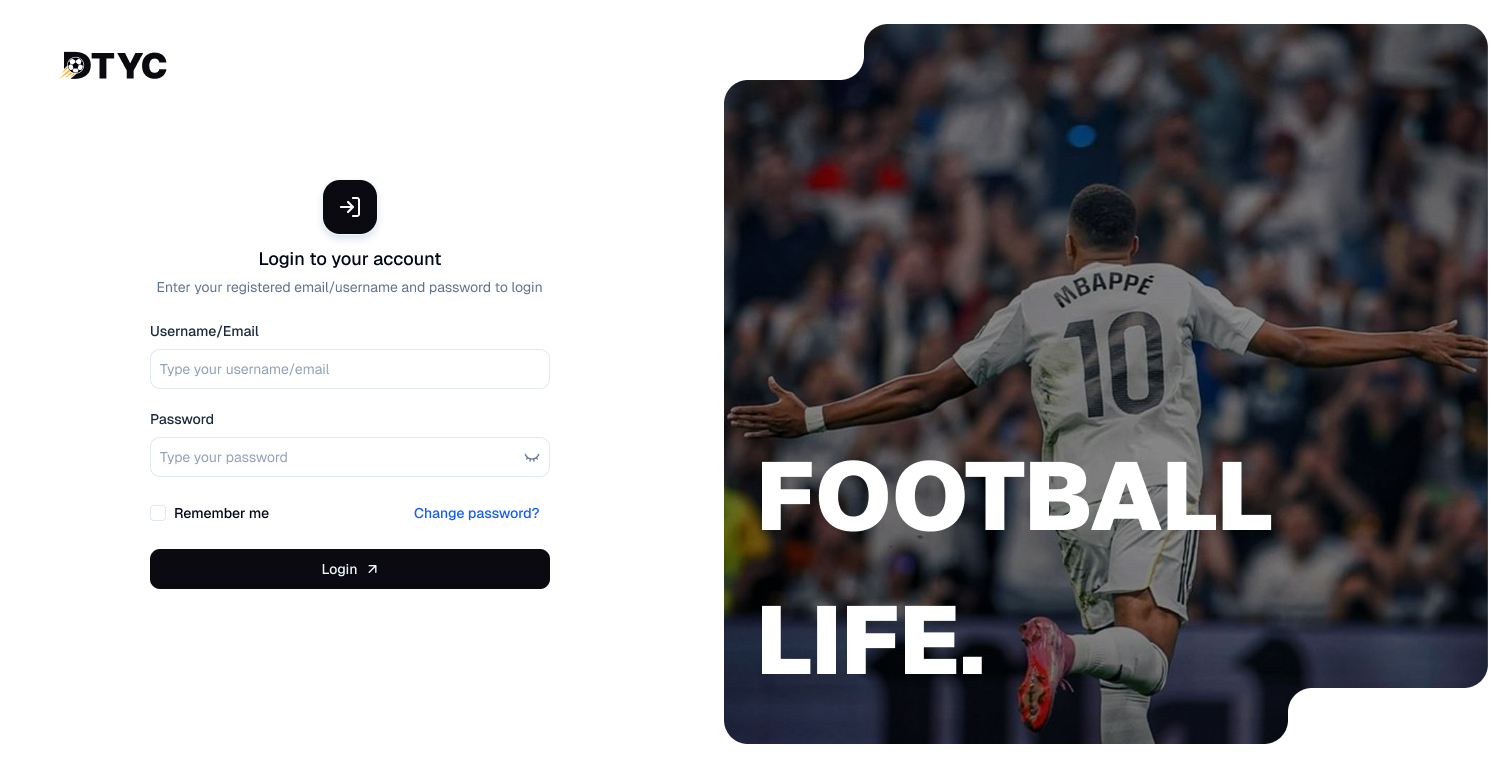 DTYC
Login to your account
Enter your registered email/username and password to login
Username/Email
Type your username/email
Password
Type your password
Remember me
Change password?
Login
MBAPPÉ
10
FOOTBALL
LIFE.